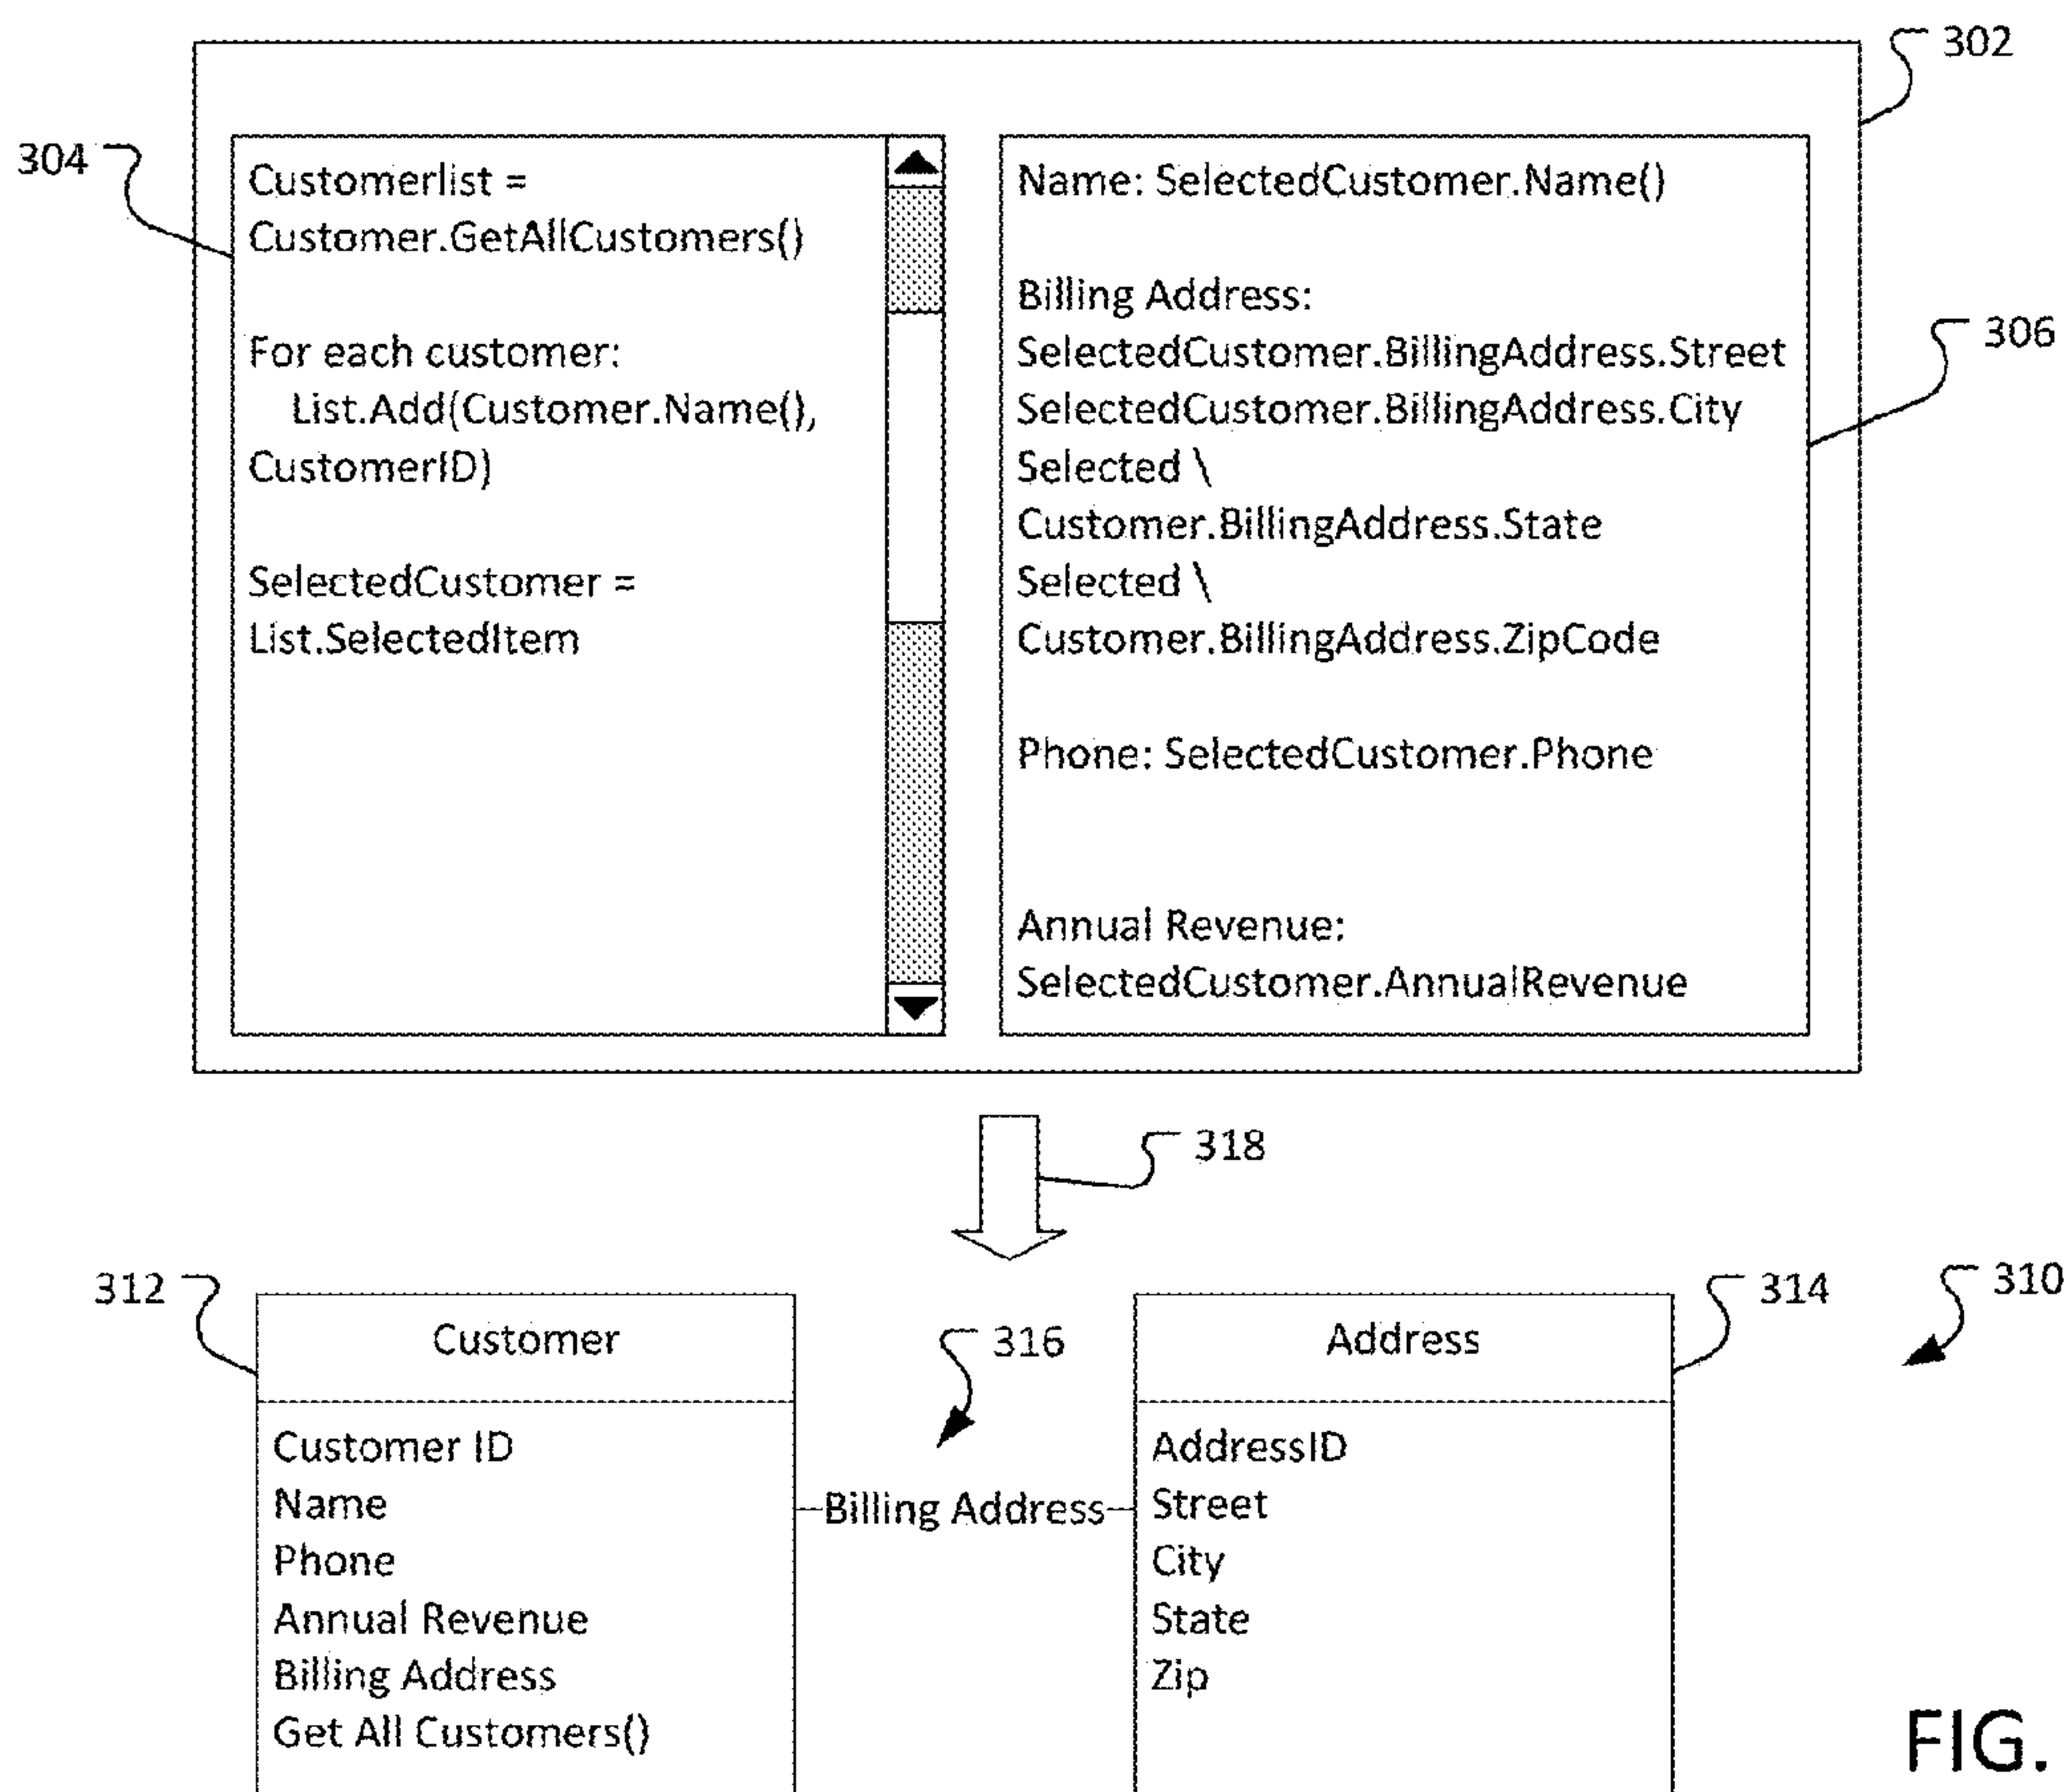 302
304
Customerlist =
Customer.GetAllCustomers()
For each customer:
List.Add(Customer.Name(),
CustomerID)
SelectedCustomer =
List.SelectedItem
Name: SelectedCustomer.Name()
Billing Address:
SelectedCustomer.BillingAddress.Street
SelectedCustomer.BillingAddress.City
Selected \
Customer.BillingAddress.State
Selected \
Customer.BillingAddress.ZipCode
Phone: SelectedCustomer.Phone
Annual Revenue:
SelectedCustomer.AnnualRevenue
306
318
312
Customer
Customer ID
Name
Phone
Annual Revenue
Billing Address
Get All Customers()
316
Billing Address
Address
AddressID
Street
City
State
Zip
314
310
FIG.